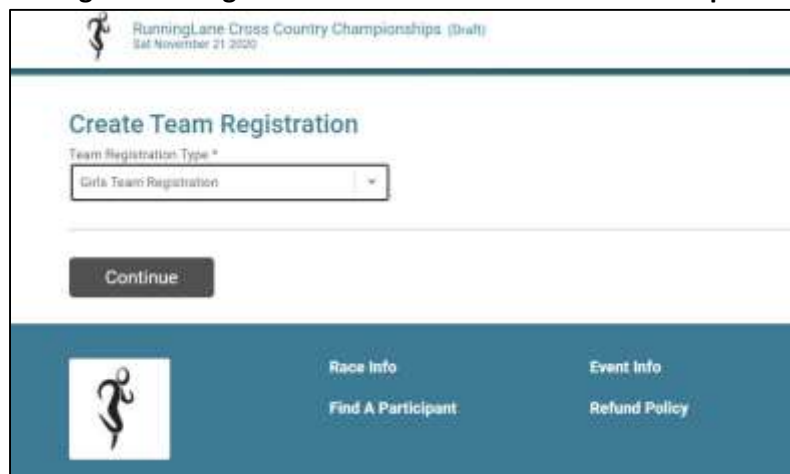 RunningLane Cross Country Championships (Draft)
Sat November 21 2020
Create Team Registration
Team Registration Type *
Girls Team Registration
Continue
Race Info
Event Info
Find A Participant
Refund Policy